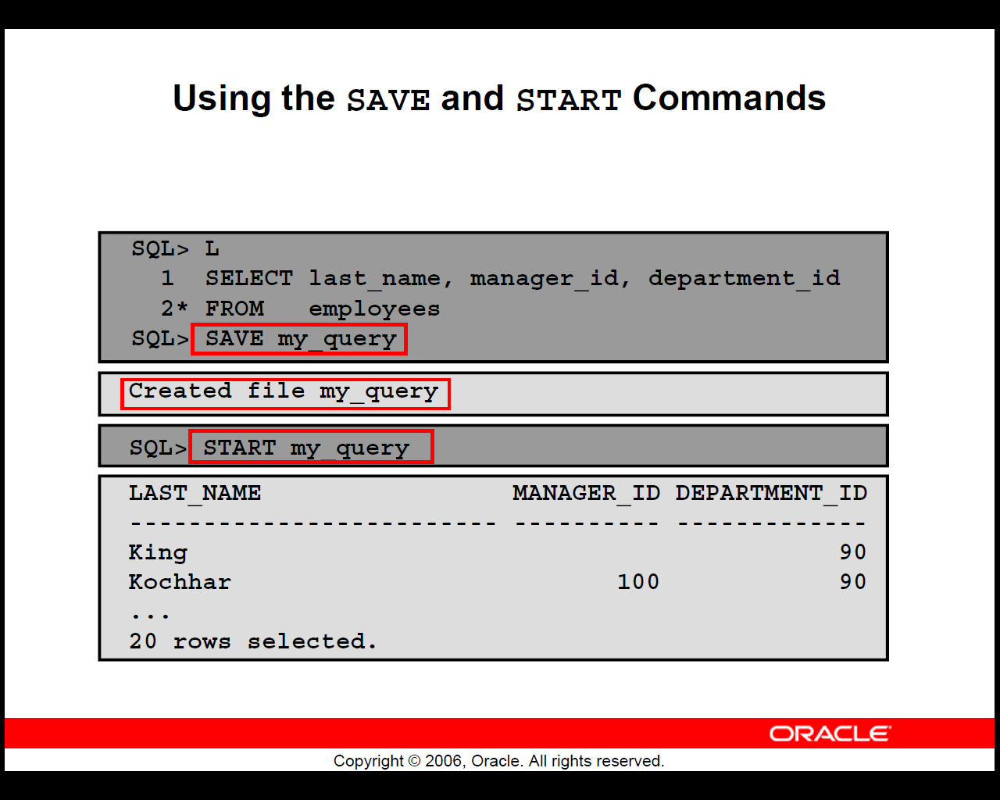 Using the SAVE and START Commands
SQL> L
1 SELECT last_name, manager_id, department_id
2* FROM employees
SQL> SAVE my_query
Created file my_query
SQL> START my_query
LAST_NAME MANAGER_ID DEPARTMENT_ID
------------------------- ---------- -------------
King 90
Kochhar 100 90
...
20 rows selected.
ORACLE
Copyright © 2006, Oracle. All rights reserved.